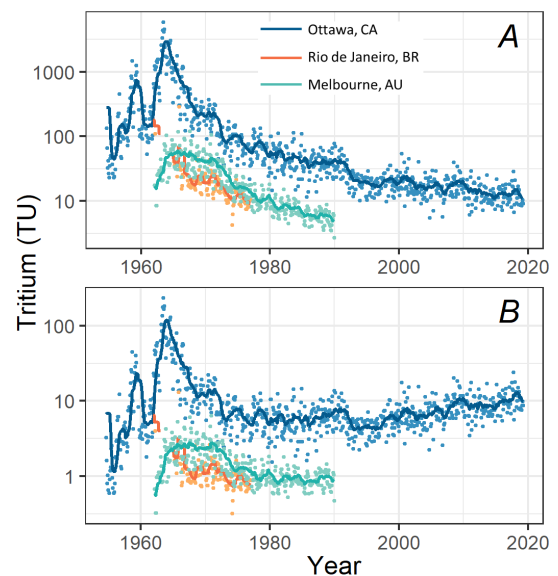 Ottawa, CA
Rio de Janeiro, BR
Melbourne, AU
A
1000
100
10
1960
1980
2000
2020
Tritium (TU)
B
100
10
1
1960
1980
2000
2020
Year